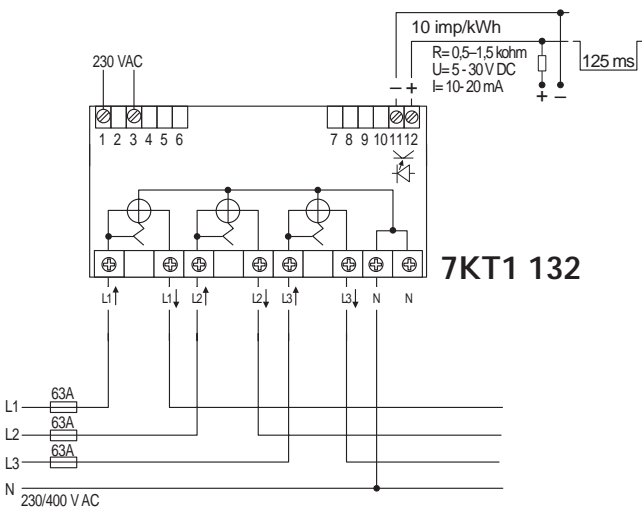 10 imp/kWh
R= 0,5–1,5 kohm
U= 5 - 30 V DC
I= 10- 20 mA
125 ms
230 VAC
– +
+ –
1 2 3 4 5 6
7 8 9 10 11 12
7KT1 132
L1 L1 L2 L2 L3 L3 N N
63A
L1
63A
L2
63A
L3
N
230/400 V AC